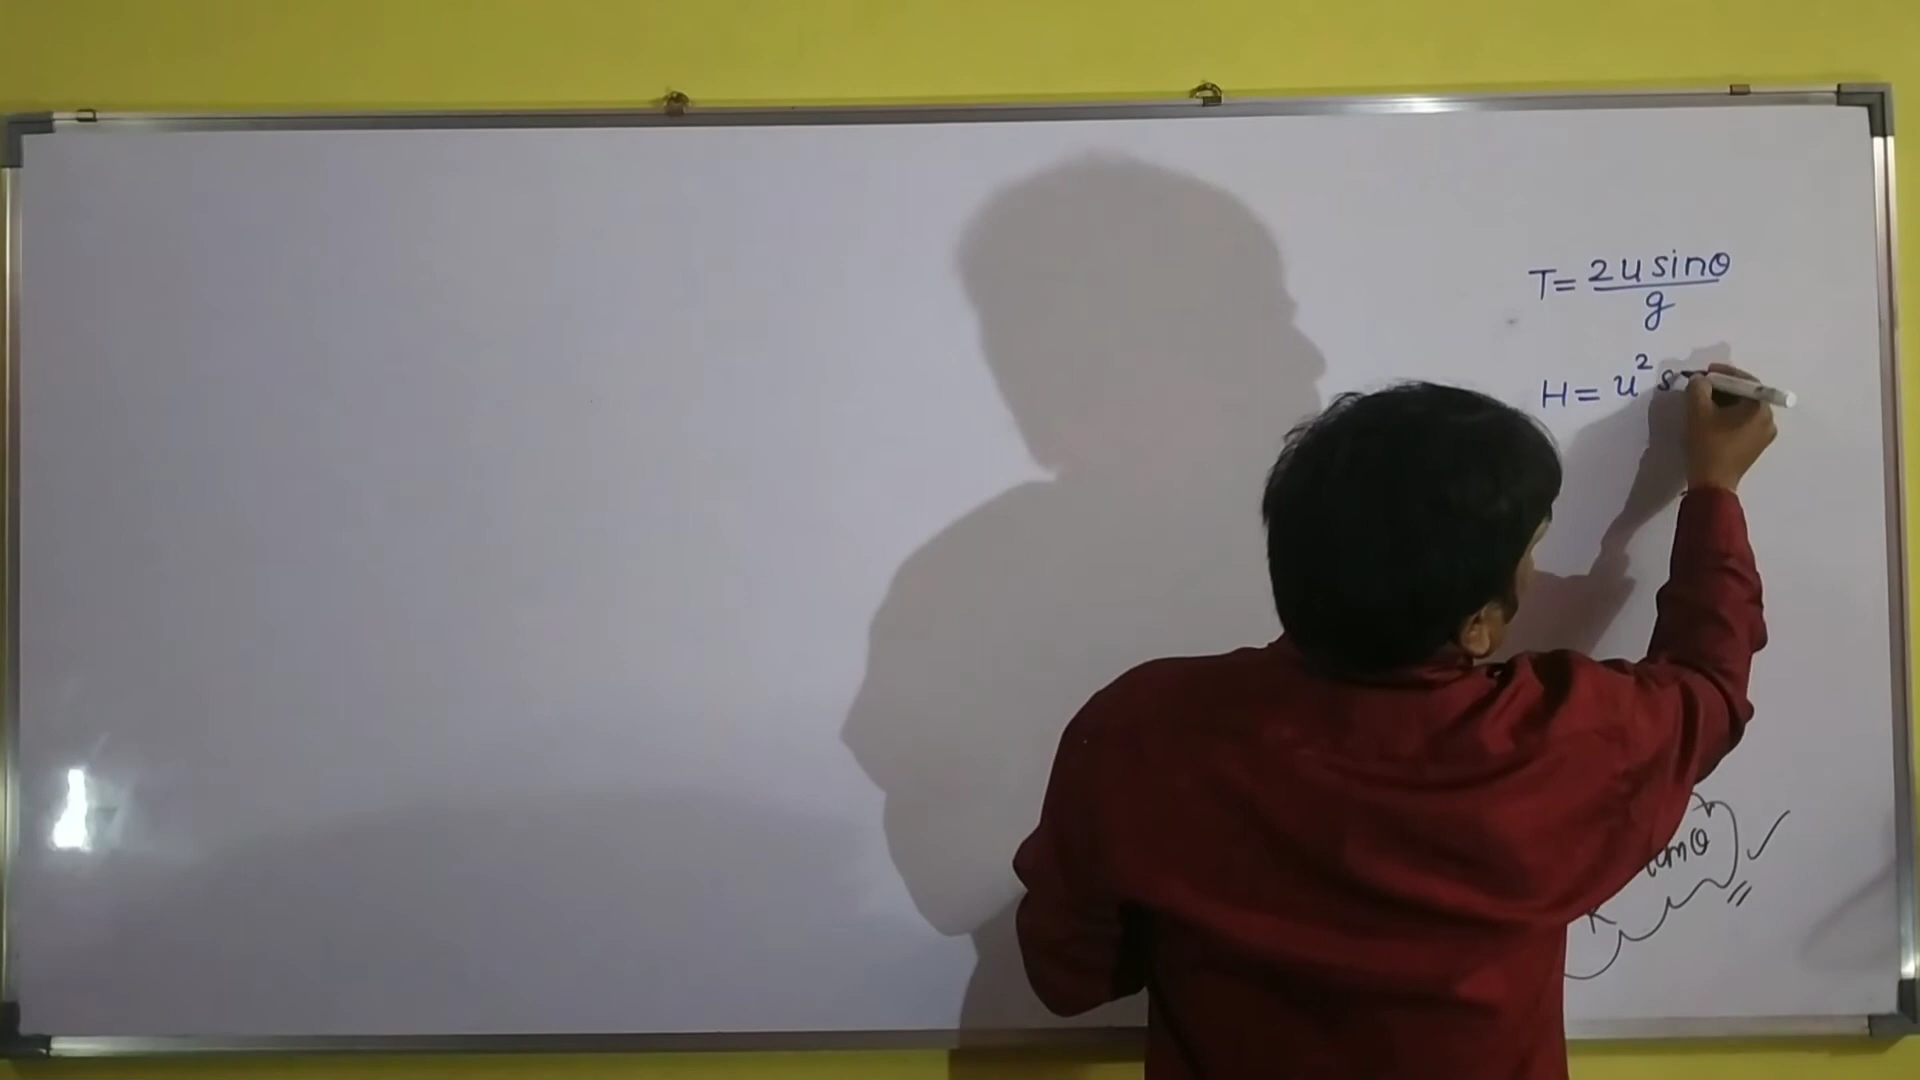 T= 2u sinθ / g
H = u² s